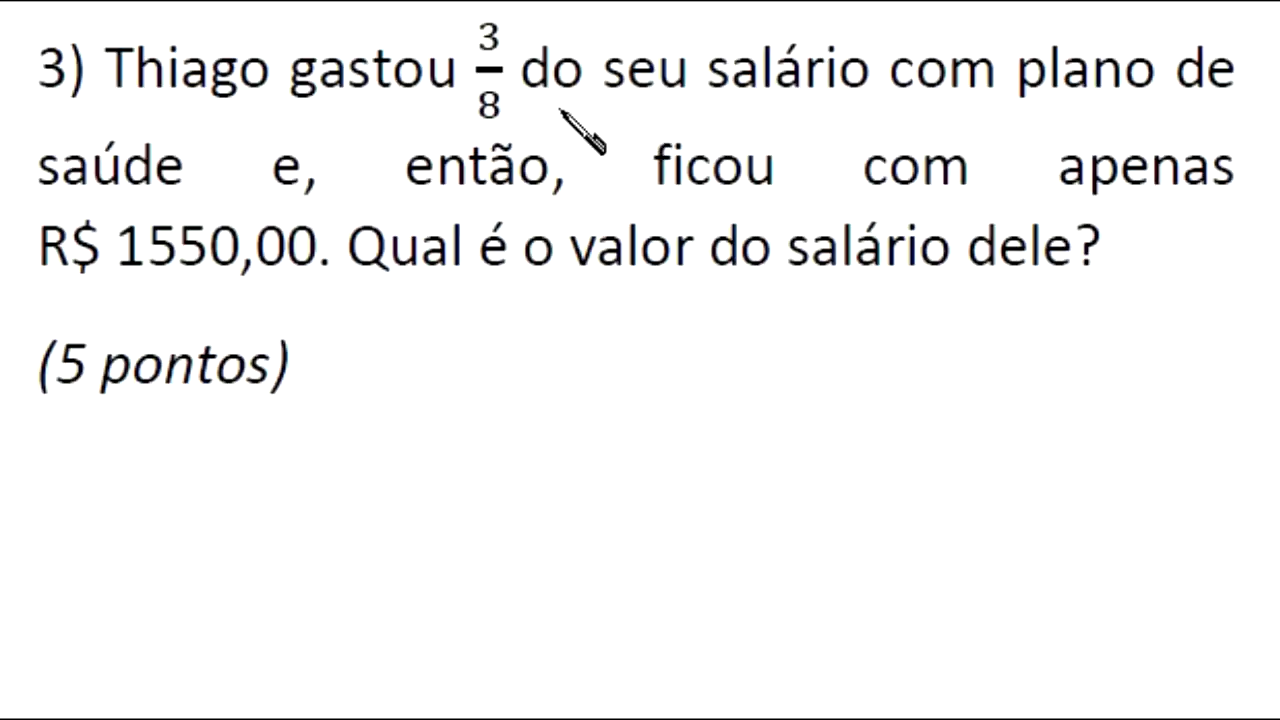 3) Thiago gastou 3/8 do seu salário com plano de
saúde e, então, ficou com apenas
R$ 1550,00. Qual é o valor do salário dele?
(5 pontos)